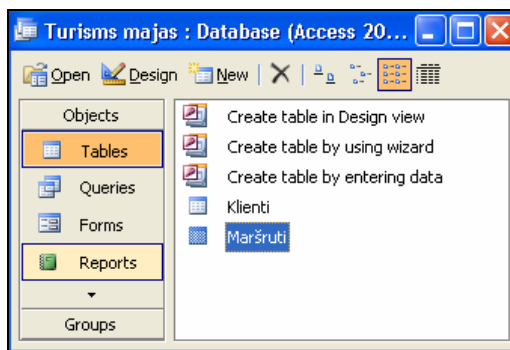 Turisms majas : Database (Access 20...
Open Design New
Objects
Tables
Queries
Forms
Reports
Groups
Create table in Design view
Create table by using wizard
Create table by entering data
Klienti
Maršruti